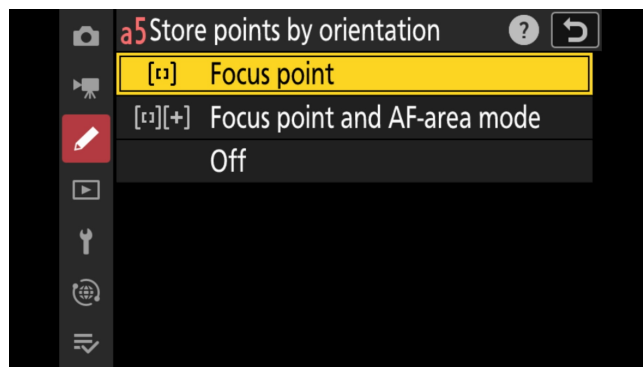 a5 Store points by orientation ?
[ ] Focus point
[ ][+] Focus point and AF-area mode
Off